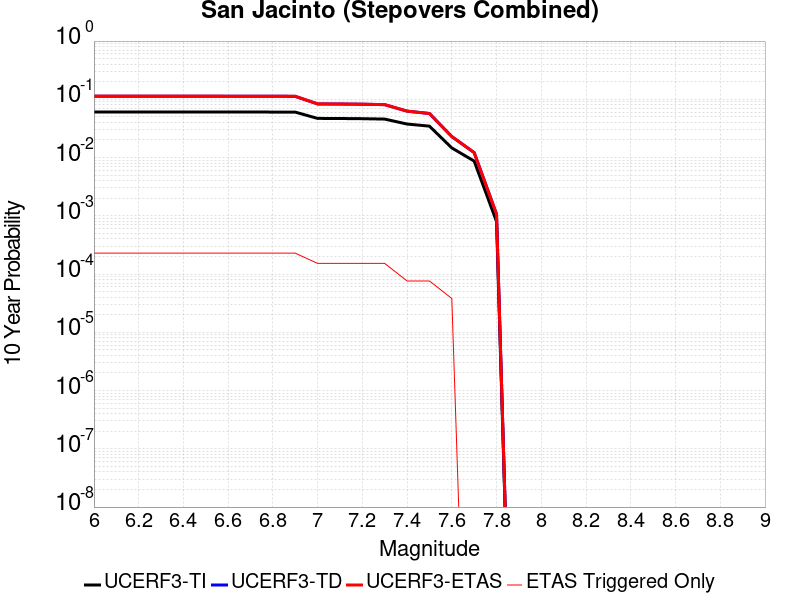 San Jacinto (Stepovers Combined)
10^0
10^-1
10^-2
10^-3
10^-4
10^-5
10^-6
10^-7
10^-8
10 Year Probability
6 6.2 6.4 6.6 6.8 7 7.2 7.4 7.6 7.8 8 8.2 8.4 8.6 8.8 9
Magnitude
UCERF3-TI UCERF3-TD UCERF3-ETAS ETAS Triggered Only